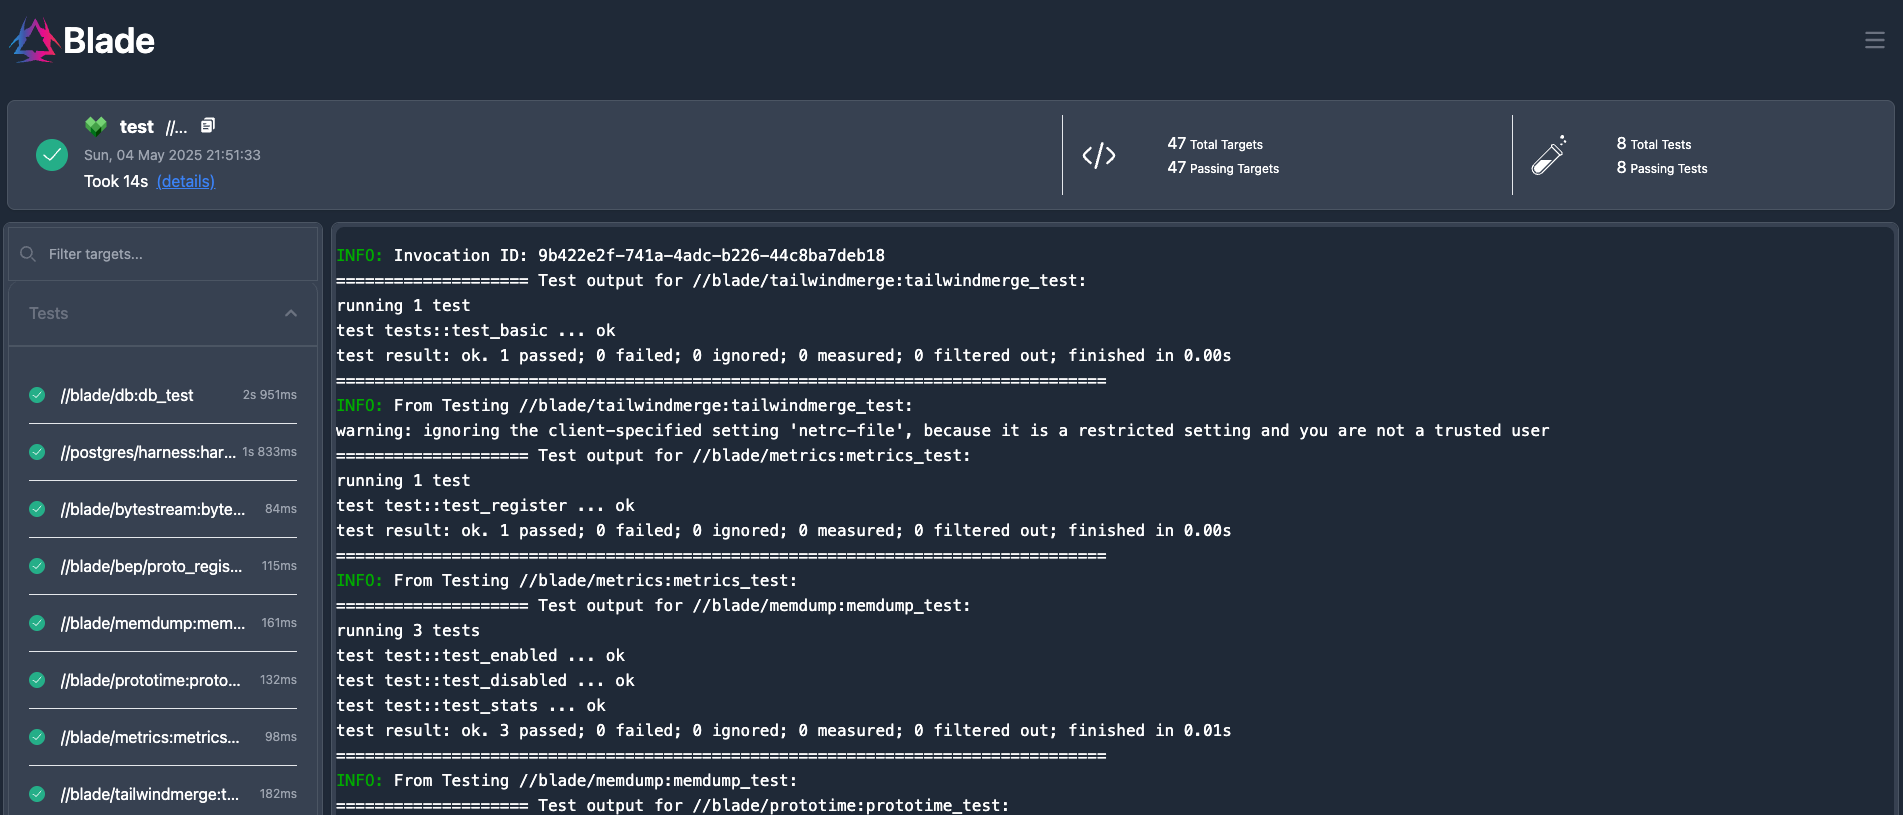 Blade
test //...
Sun, 04 May 2025 21:51:33
Took 14s (details)
47 Total Targets
47 Passing Targets
8 Total Tests
8 Passing Tests
Filter targets...
Tests
//blade/db:db_test 2s 951ms
//postgres/harness:har... 1s 833ms
//blade/bytestream:byte... 84ms
//blade/bep/proto_regis... 115ms
//blade/memdump:mem... 161ms
//blade/prototime:proto... 132ms
//blade/metrics:metrics... 98ms
//blade/tailwindmerge:t... 182ms
INFO: Invocation ID: 9b422e2f-741a-4adc-b226-44c8ba7deb18
==================== Test output for //blade/tailwindmerge:tailwindmerge_test:
running 1 test
test tests::test_basic ... ok
test result: ok. 1 passed; 0 failed; 0 ignored; 0 measured; 0 filtered out; finished in 0.00s
================================================================================
INFO: From Testing //blade/tailwindmerge:tailwindmerge_test:
warning: ignoring the client-specified setting 'netrc-file', because it is a restricted setting and you are not a trusted user
==================== Test output for //blade/metrics:metrics_test:
running 1 test
test test::test_register ... ok
test result: ok. 1 passed; 0 failed; 0 ignored; 0 measured; 0 filtered out; finished in 0.00s
================================================================================
INFO: From Testing //blade/metrics:metrics_test:
==================== Test output for //blade/memdump:memdump_test:
running 3 tests
test test::test_enabled ... ok
test test::test_disabled ... ok
test test::test_stats ... ok
test result: ok. 3 passed; 0 failed; 0 ignored; 0 measured; 0 filtered out; finished in 0.01s
================================================================================
INFO: From Testing //blade/memdump:memdump_test:
==================== Test output for //blade/prototime:prototime_test: